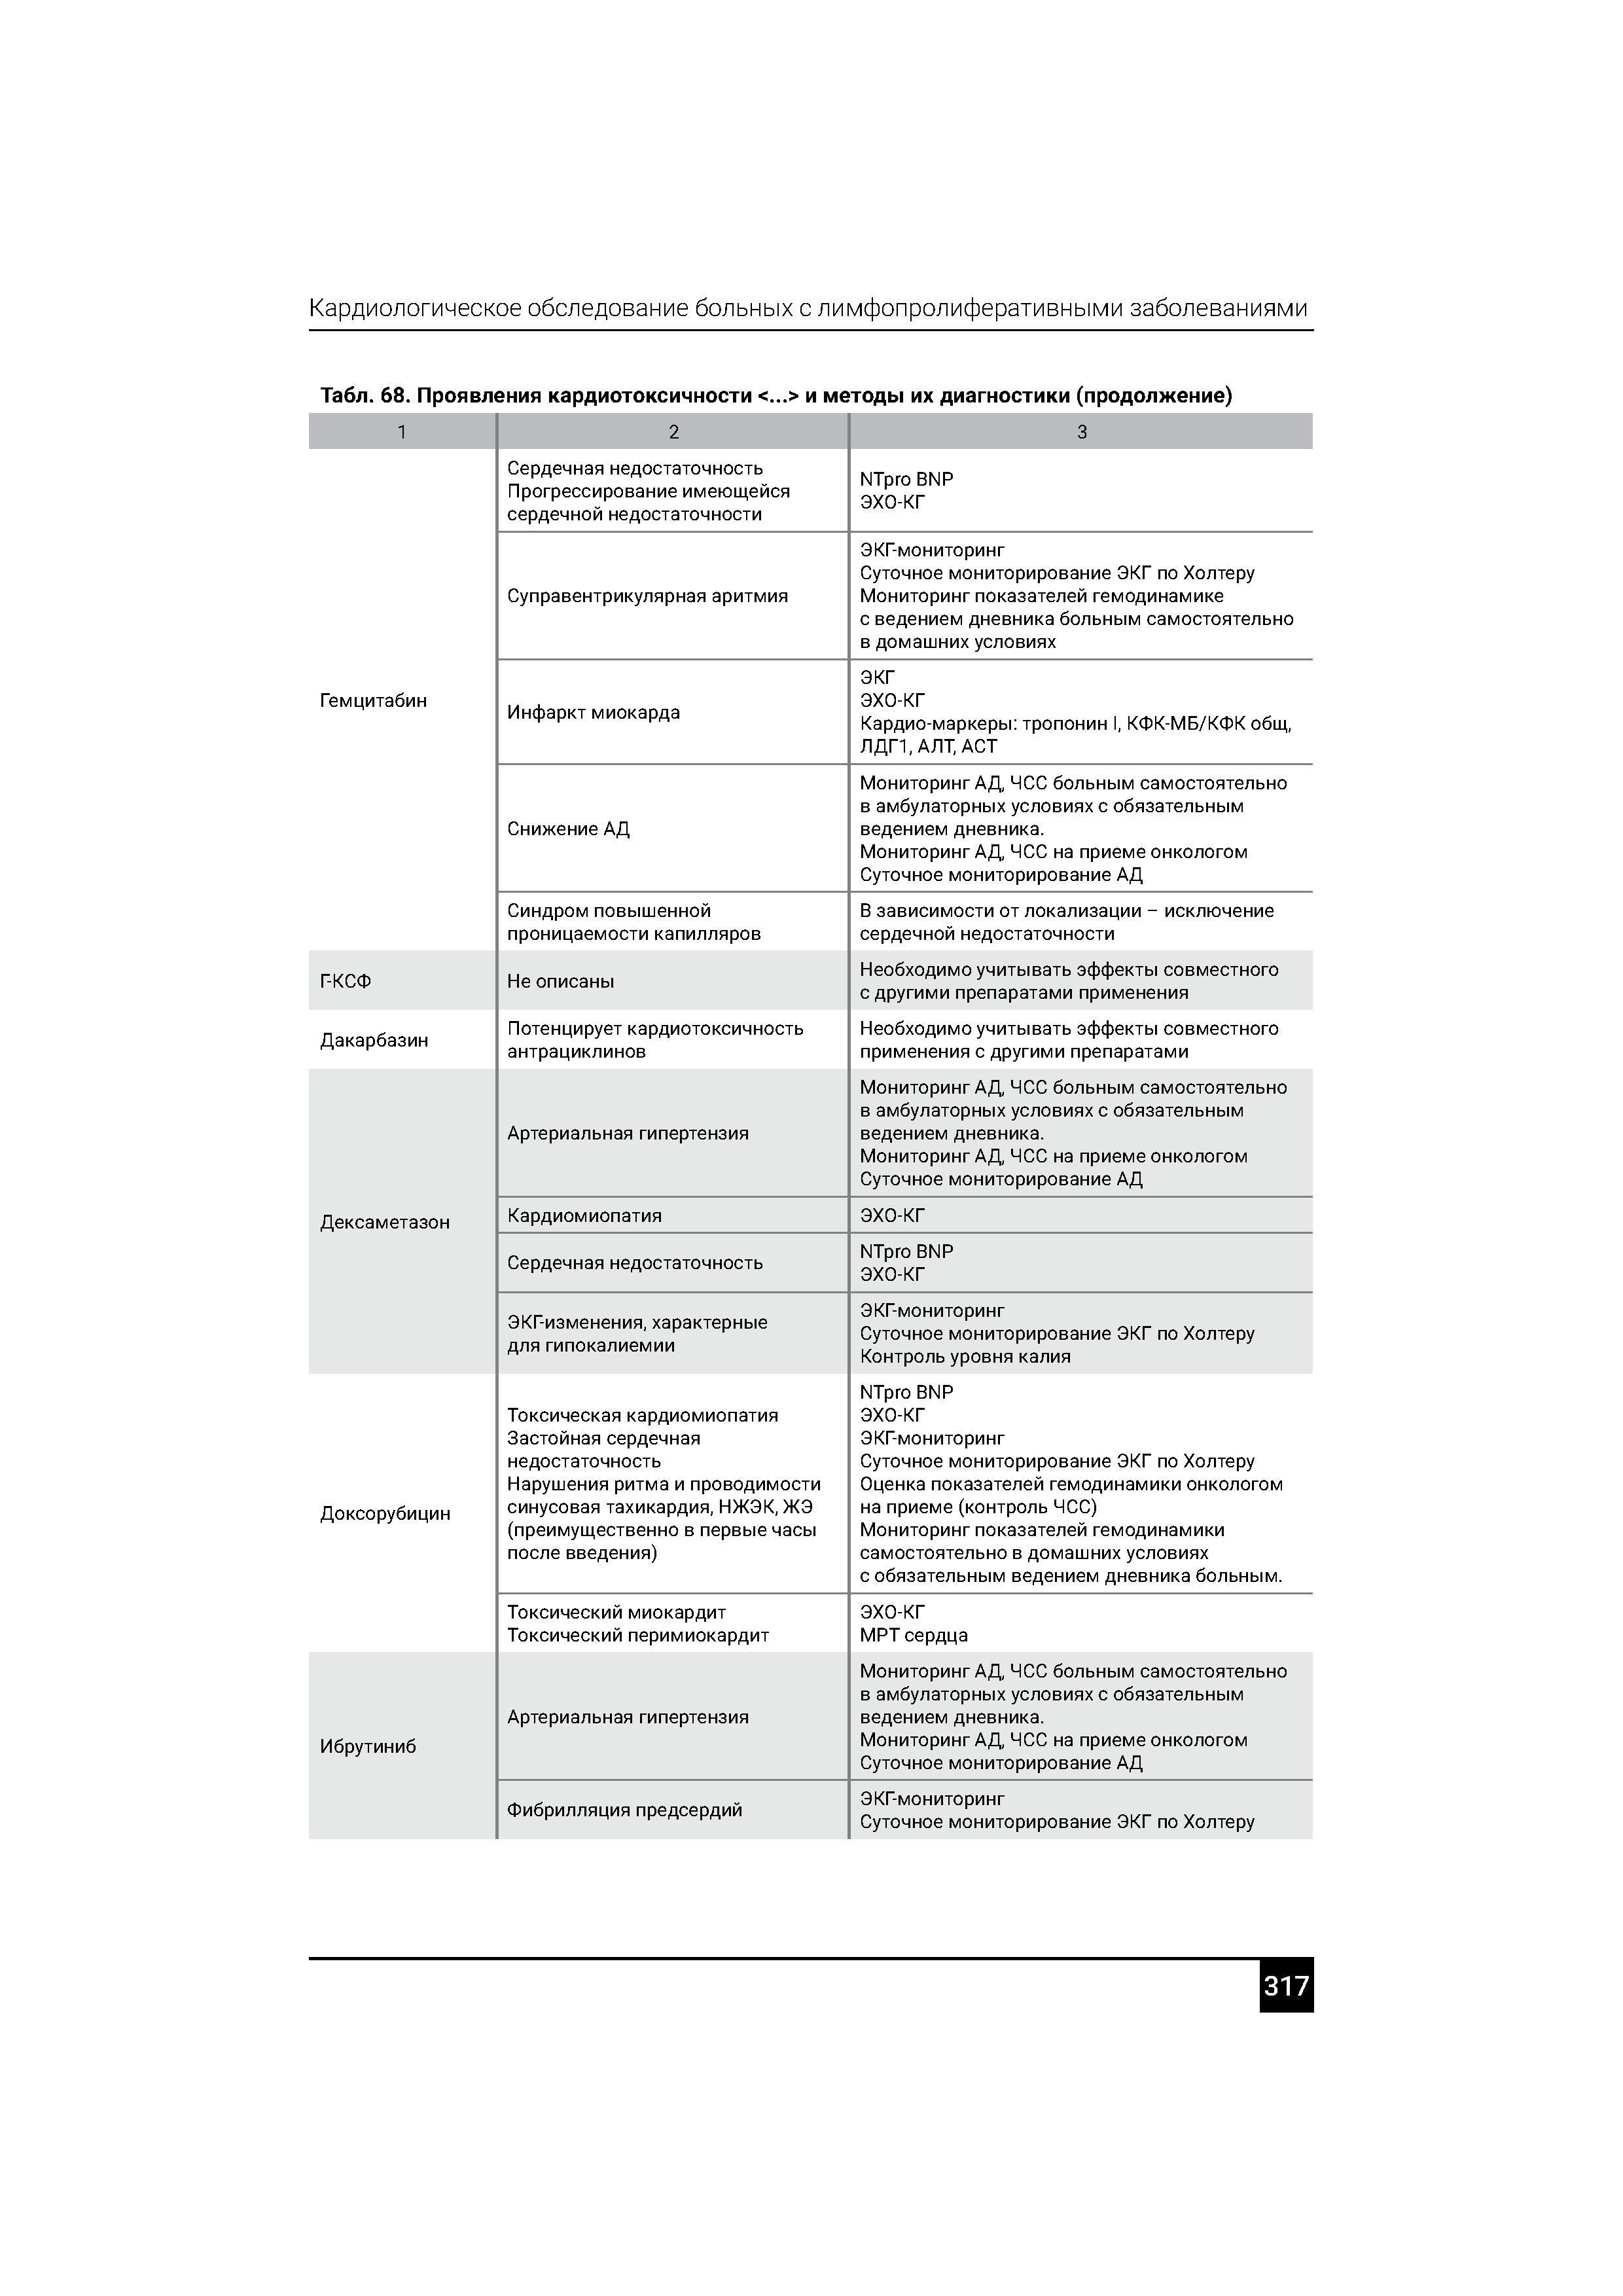 Кардиологическое обследование больных с лимфопролиферативными заболеваниями
Табл. 68. Проявления кардиотоксичности <...> и методы их диагностики (продолжение)
1
2
3
Гемцитабин
Сердечная недостаточность
Прогрессирование имеющейся
сердечной недостаточности
NTpro BNP
ЭХО-КГ
Суправентрикулярная аритмия
ЭКГ-мониторинг
Суточное мониторирование ЭКГ по Холтеру
Мониторинг показателей гемодинамике
с ведением дневника больным самостоятельно
в домашних условиях
Инфаркт миокарда
ЭКГ
ЭХО-КГ
Кардио-маркеры: тропонин I, КФК-МБ/КФК общ,
ЛДГ1, АЛТ, АСТ
Снижение АД
Мониторинг АД, ЧСС больным самостоятельно
в амбулаторных условиях с обязательным
ведением дневника.
Мониторинг АД, ЧСС на приеме онкологом
Суточное мониторирование АД
Синдром повышенной
проницаемости капилляров
В зависимости от локализации – исключение
сердечной недостаточности
Г-КСФ
Не описаны
Необходимо учитывать эффекты совместного
с другими препаратами применения
Дакарбазин
Потенцирует кардиотоксичность
антрациклинов
Необходимо учитывать эффекты совместного
применения с другими препаратами
Дексаметазон
Артериальная гипертензия
Мониторинг АД, ЧСС больным самостоятельно
в амбулаторных условиях с обязательным
ведением дневника.
Мониторинг АД, ЧСС на приеме онкологом
Суточное мониторирование АД
Кардиомиопатия
ЭХО-КГ
Сердечная недостаточность
NTpro BNP
ЭХО-КГ
ЭКГ-изменения, характерные
для гипокалиемии
ЭКГ-мониторинг
Суточное мониторирование ЭКГ по Холтеру
Контроль уровня калия
Доксорубицин
Токсическая кардиомиопатия
Застойная сердечная
недостаточность
Нарушения ритма и проводимости
синусовая тахикардия, НЖЭК, ЖЭ
(преимущественно в первые часы
после введения)
NTpro BNP
ЭХО-КГ
ЭКГ-мониторинг
Суточное мониторирование ЭКГ по Холтеру
Оценка показателей гемодинамики онкологом
на приеме (контроль ЧСС)
Мониторинг показателей гемодинамики
самостоятельно в домашних условиях
с обязательным ведением дневника больным.
Токсический миокардит
Токсический перимиокардит
ЭХО-КГ
МРТ сердца
Ибрутиниб
Артериальная гипертензия
Мониторинг АД, ЧСС больным самостоятельно
в амбулаторных условиях с обязательным
ведением дневника.
Мониторинг АД, ЧСС на приеме онкологом
Суточное мониторирование АД
Фибрилляция предсердий
ЭКГ-мониторинг
Суточное мониторирование ЭКГ по Холтеру
317